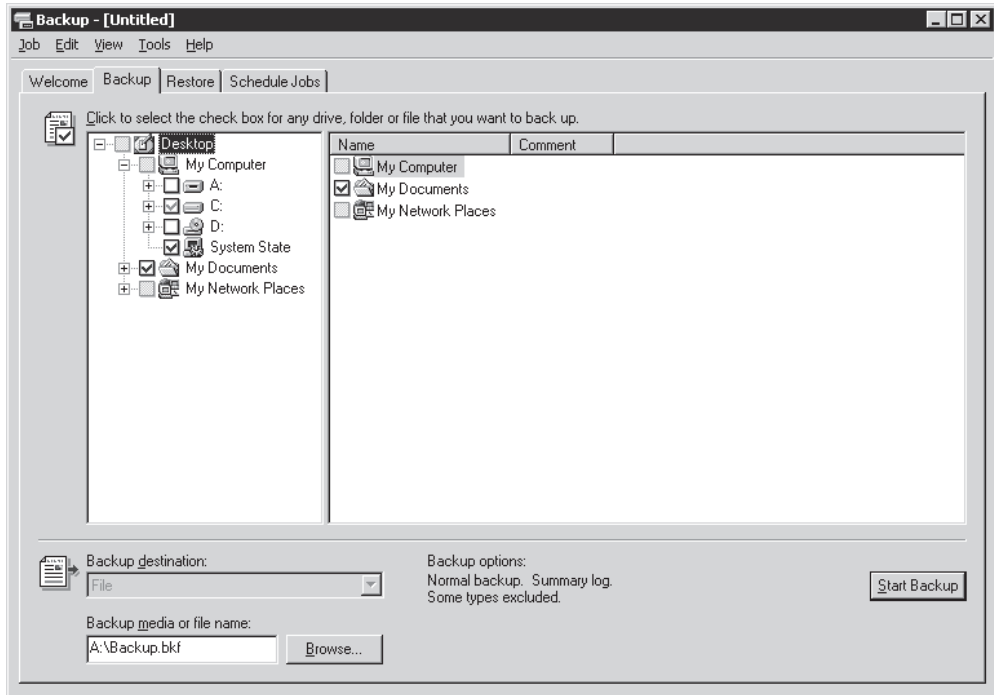 Backup - [Untitled]
Job Edit View Tools Help
Welcome Backup Restore Schedule Jobs
Click to select the check box for any drive, folder or file that you want to back up.
Desktop
My Computer
A:
C:
D:
System State
My Documents
My Network Places
Name Comment
My Computer
My Documents
My Network Places
Backup destination:
File
Backup media or file name:
A:\Backup.bkf
Browse...
Backup options:
Normal backup. Summary log.
Some types excluded.
Start Backup